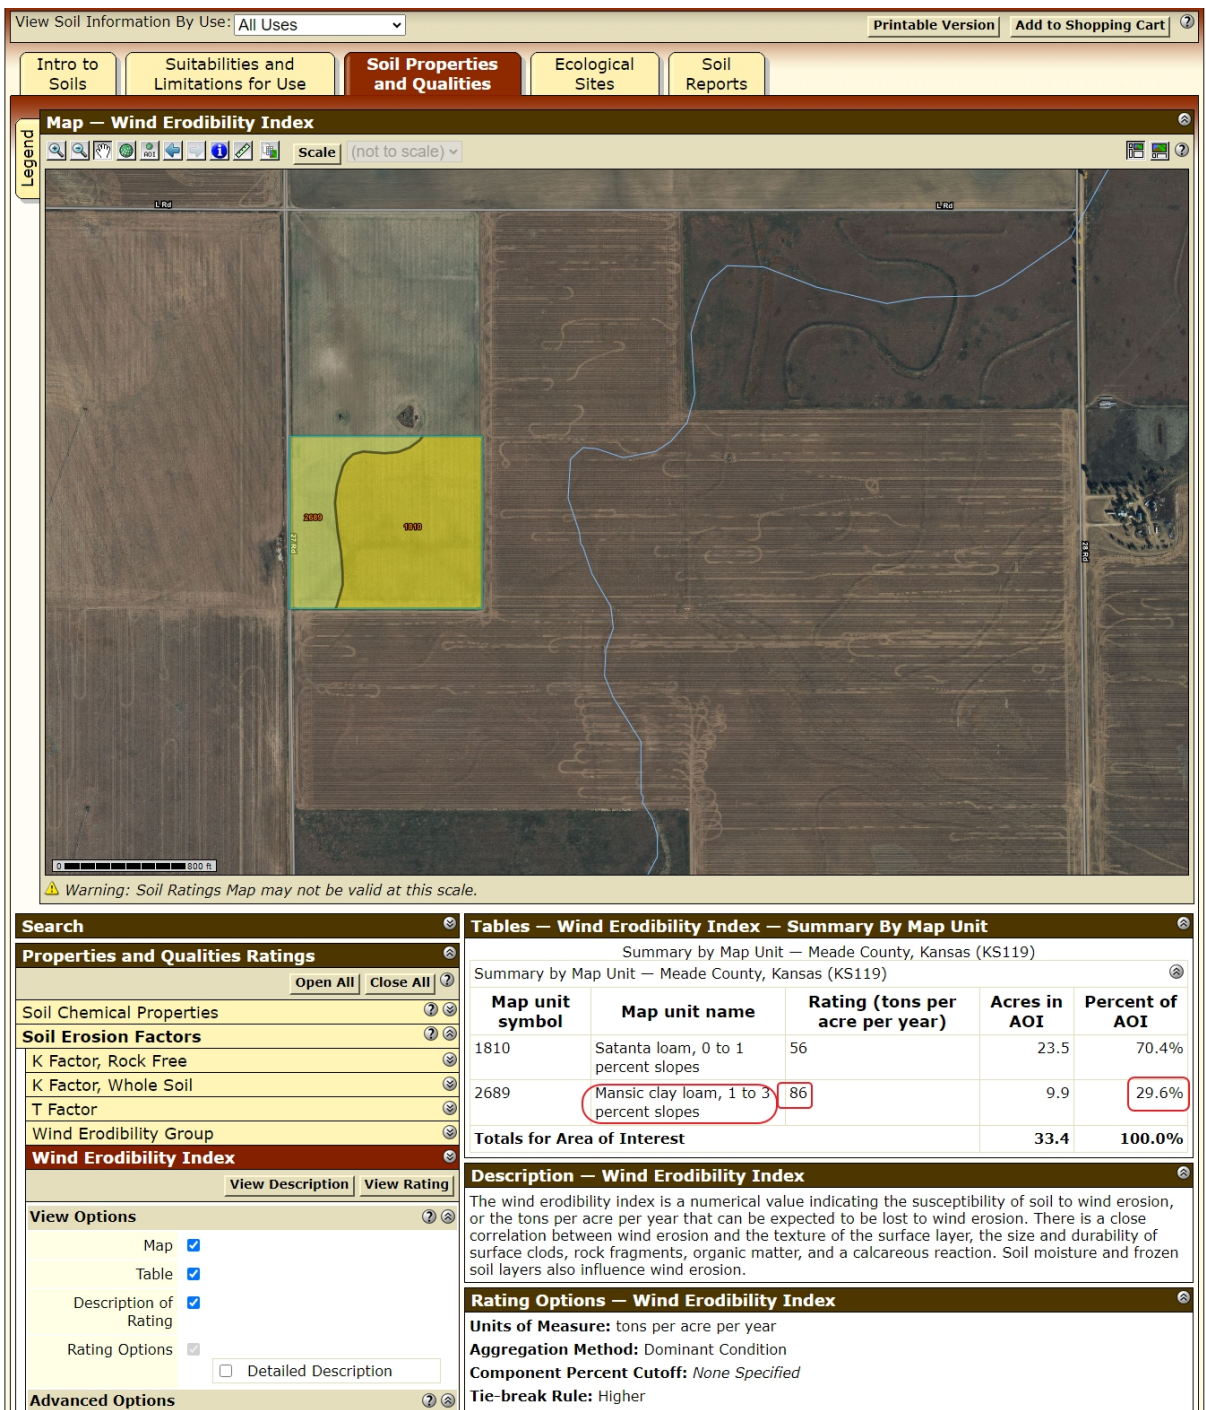 View Soil Information By Use: All Uses
Printable Version Add to Shopping Cart ?
Intro to Soils
Suitabilities and Limitations for Use
Soil Properties and Qualities
Ecological Sites
Soil Reports
Legend
Map — Wind Erodibility Index
AOI i Scale (not to scale) ?
L Rd L Rd
2689
1810
27 Rd
28 Rd
0 800 ft
Warning: Soil Ratings Map may not be valid at this scale.
Search
Properties and Qualities Ratings
Open All Close All ?
Soil Chemical Properties ?
Soil Erosion Factors ?
K Factor, Rock Free
K Factor, Whole Soil
T Factor
Wind Erodibility Group
Wind Erodibility Index
View Description View Rating
View Options ?
Map
Table
Description of
Rating
Rating Options
Detailed Description
Advanced Options ?
Tables — Wind Erodibility Index — Summary By Map Unit
Summary by Map Unit — Meade County, Kansas (KS119)
Summary by Map Unit — Meade County, Kansas (KS119)
Map unit symbol Map unit name Rating (tons per acre per year) Acres in AOI Percent of AOI
1810 Satanta loam, 0 to 1 percent slopes 56 23.5 70.4%
2689 Mansic clay loam, 1 to 3 percent slopes 86 9.9 29.6%
Totals for Area of Interest 33.4 100.0%
Description — Wind Erodibility Index
The wind erodibility index is a numerical value indicating the susceptibility of soil to wind erosion,
or the tons per acre per year that can be expected to be lost to wind erosion. There is a close
correlation between wind erosion and the texture of the surface layer, the size and durability of
surface clods, rock fragments, organic matter, and a calcareous reaction. Soil moisture and frozen
soil layers also influence wind erosion.
Rating Options — Wind Erodibility Index
Units of Measure: tons per acre per year
Aggregation Method: Dominant Condition
Component Percent Cutoff: None Specified
Tie-break Rule: Higher